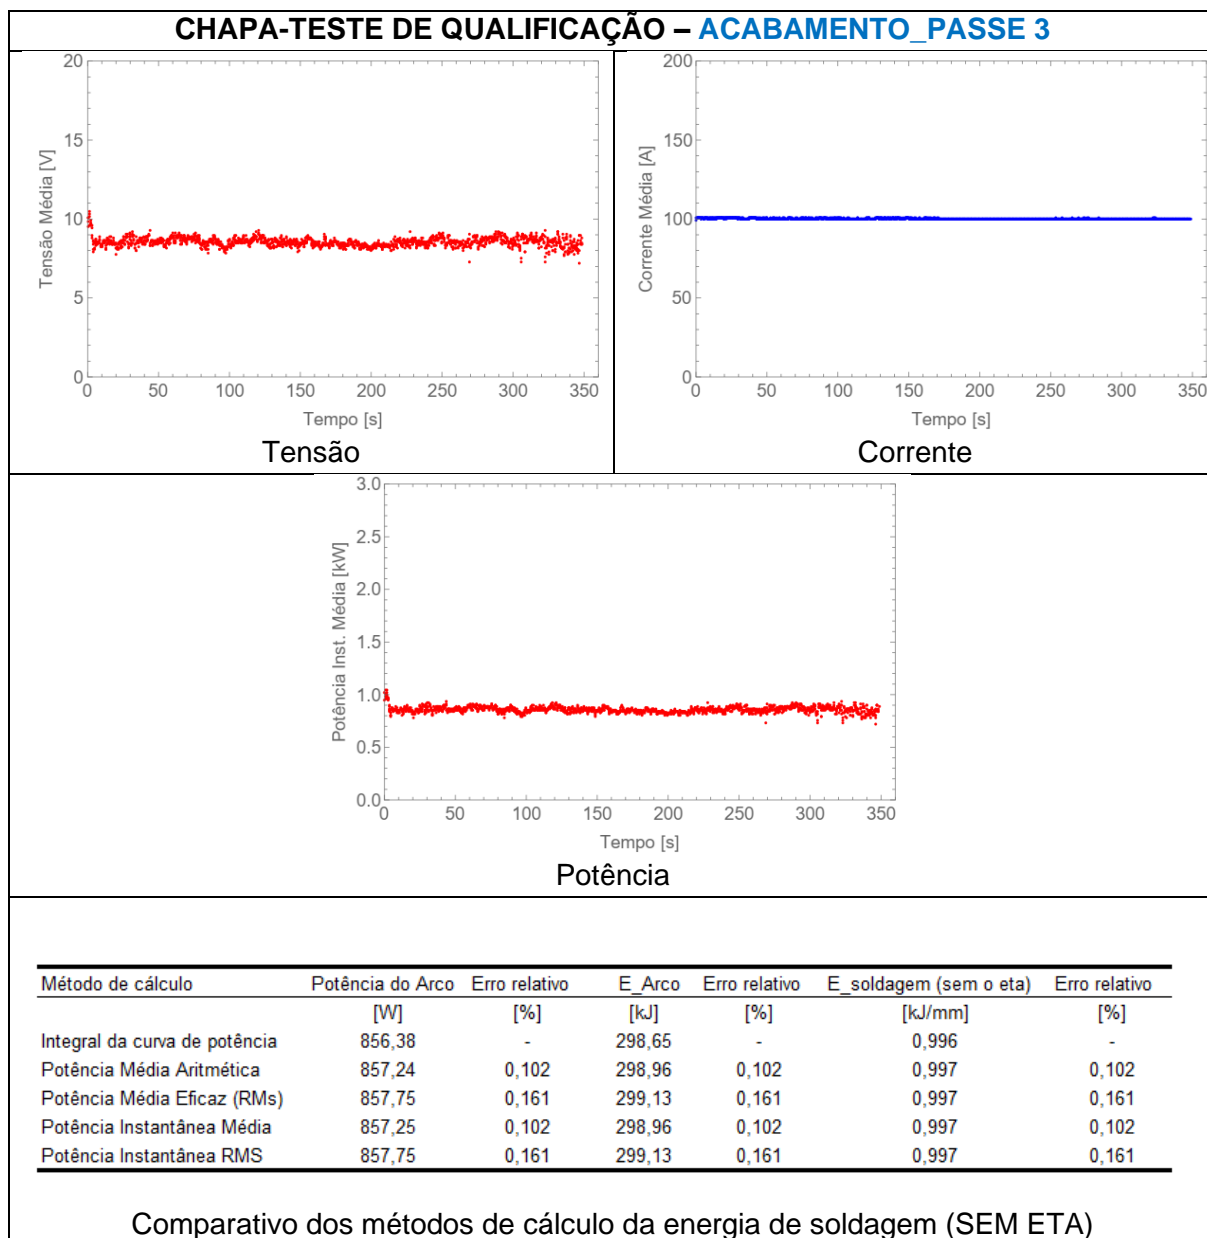 CHAPA-TESTE DE QUALIFICAÇÃO – ACABAMENTO_PASSE 3
20
15
10
5
0
Tensão Média [V]
0 50 100 150 200 250 300 350
Tempo [s]
Tensão
200
150
100
50
0
Corrente Média [A]
0 50 100 150 200 250 300 350
Tempo [s]
Corrente
3.0
2.5
2.0
1.5
1.0
0.5
0.0
Potência Inst. Média [kW]
0 50 100 150 200 250 300 350
Tempo [s]
Potência
Método de cálculo Potência do Arco Erro relativo E_Arco Erro relativo E_soldagem (sem o eta) Erro relativo
[W] [%] [kJ] [%] [kJ/mm] [%]
Integral da curva de potência 856,38 - 298,65 - 0,996 -
Potência Média Aritmética 857,24 0,102 298,96 0,102 0,997 0,102
Potência Média Eficaz (RMs) 857,75 0,161 299,13 0,161 0,997 0,161
Potência Instantânea Média 857,25 0,102 298,96 0,102 0,997 0,102
Potência Instantânea RMS 857,75 0,161 299,13 0,161 0,997 0,161
Comparativo dos métodos de cálculo da energia de soldagem (SEM ETA)